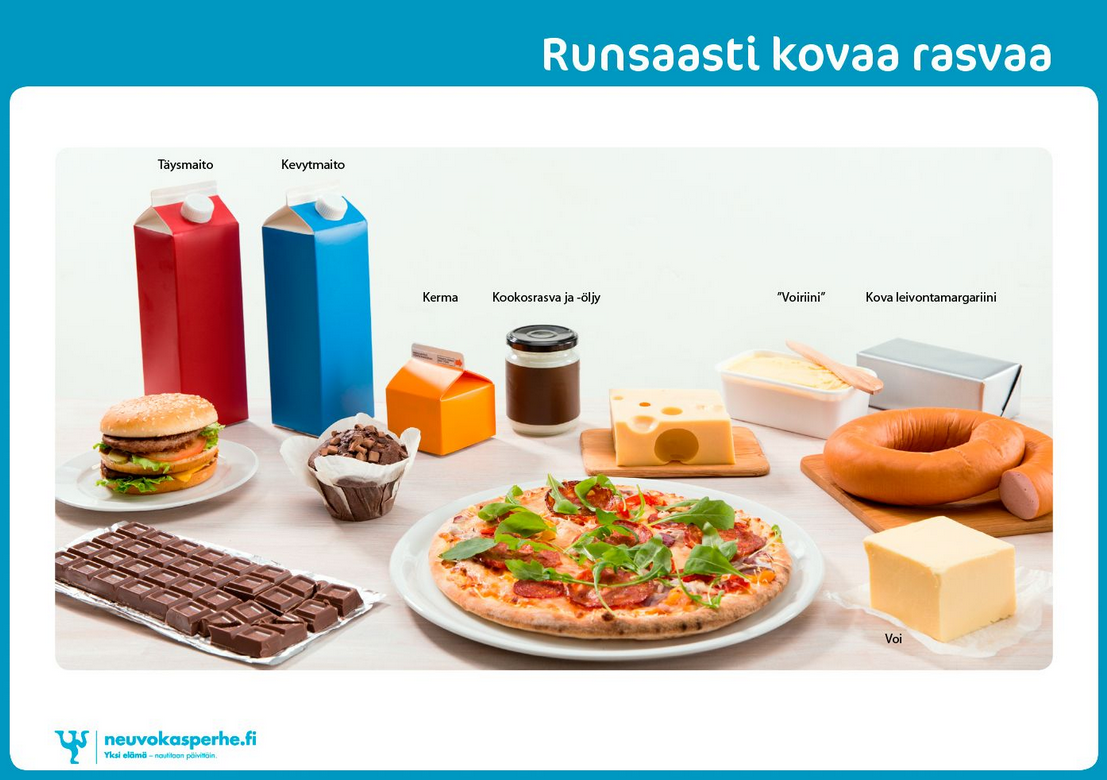 Runsaasti kovaa rasvaa
Täysmaito
Kevytmaito
Kerma
Kookosrasva ja -öljy
”Voiriini”
Kova leivontamargariini
Voi
neuvokasperhe.fi
Yksi elämä – nautitaan päivittäin.